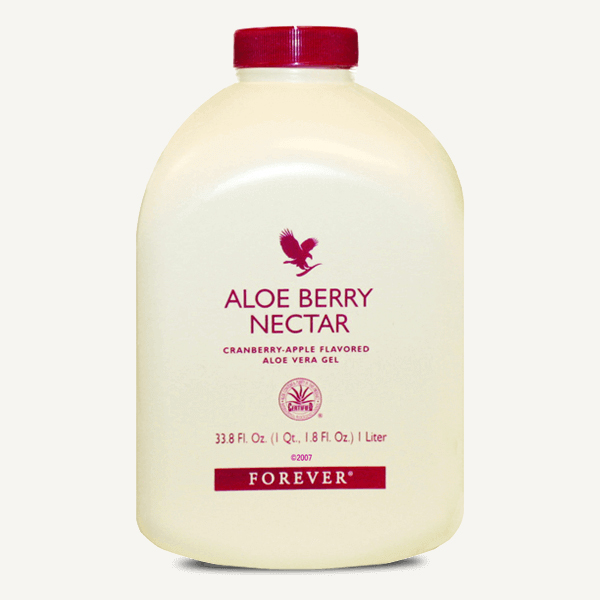 ALOE BERRY
NECTAR
CRANBERRY-APPLE FLAVORED
ALOE VERA GEL
CERTIFIED
®
33.8 Fl. Oz. (1 Qt., 1.8 Fl. Oz.) 1 Liter
©2007
FOREVER®